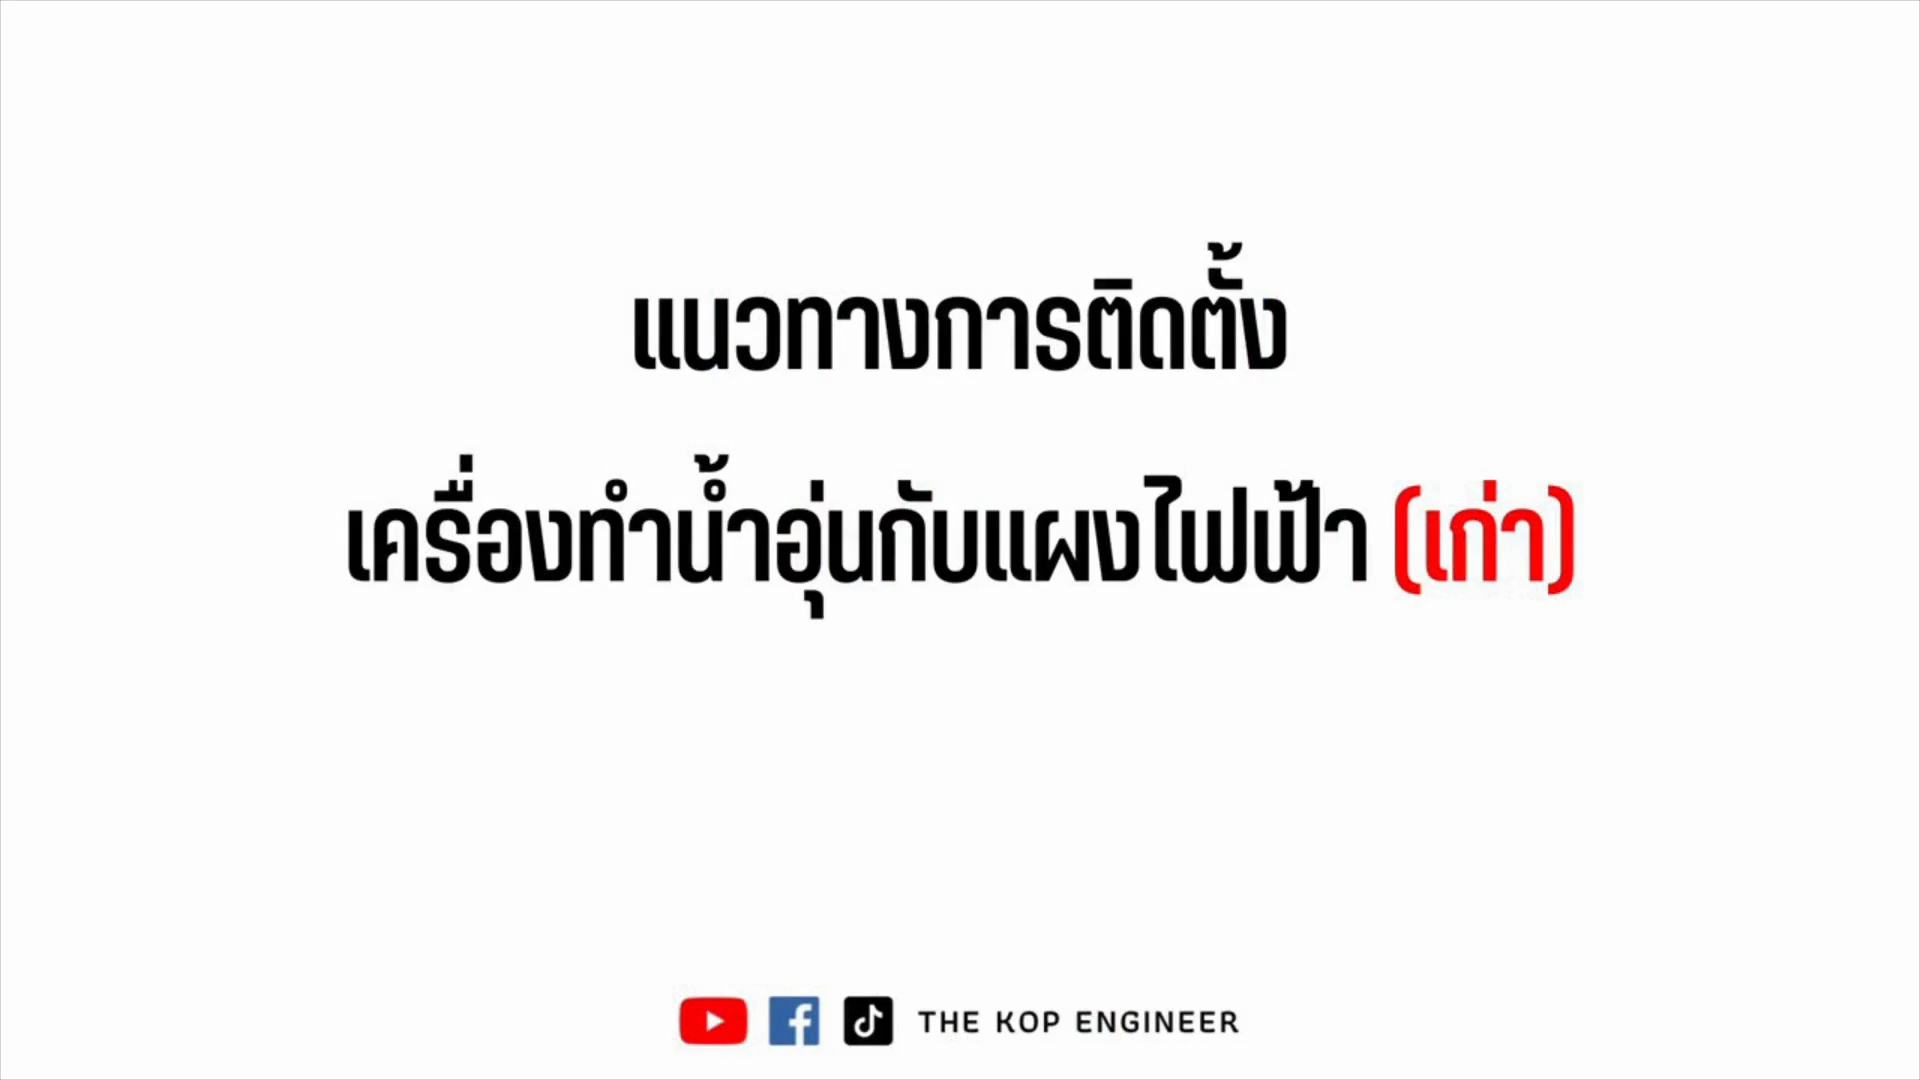 แนวทางการติดตั้ง
เครื่องทำน้ำอุ่นกับแผงไฟฟ้า (เก่า)
THE KOP ENGINEER